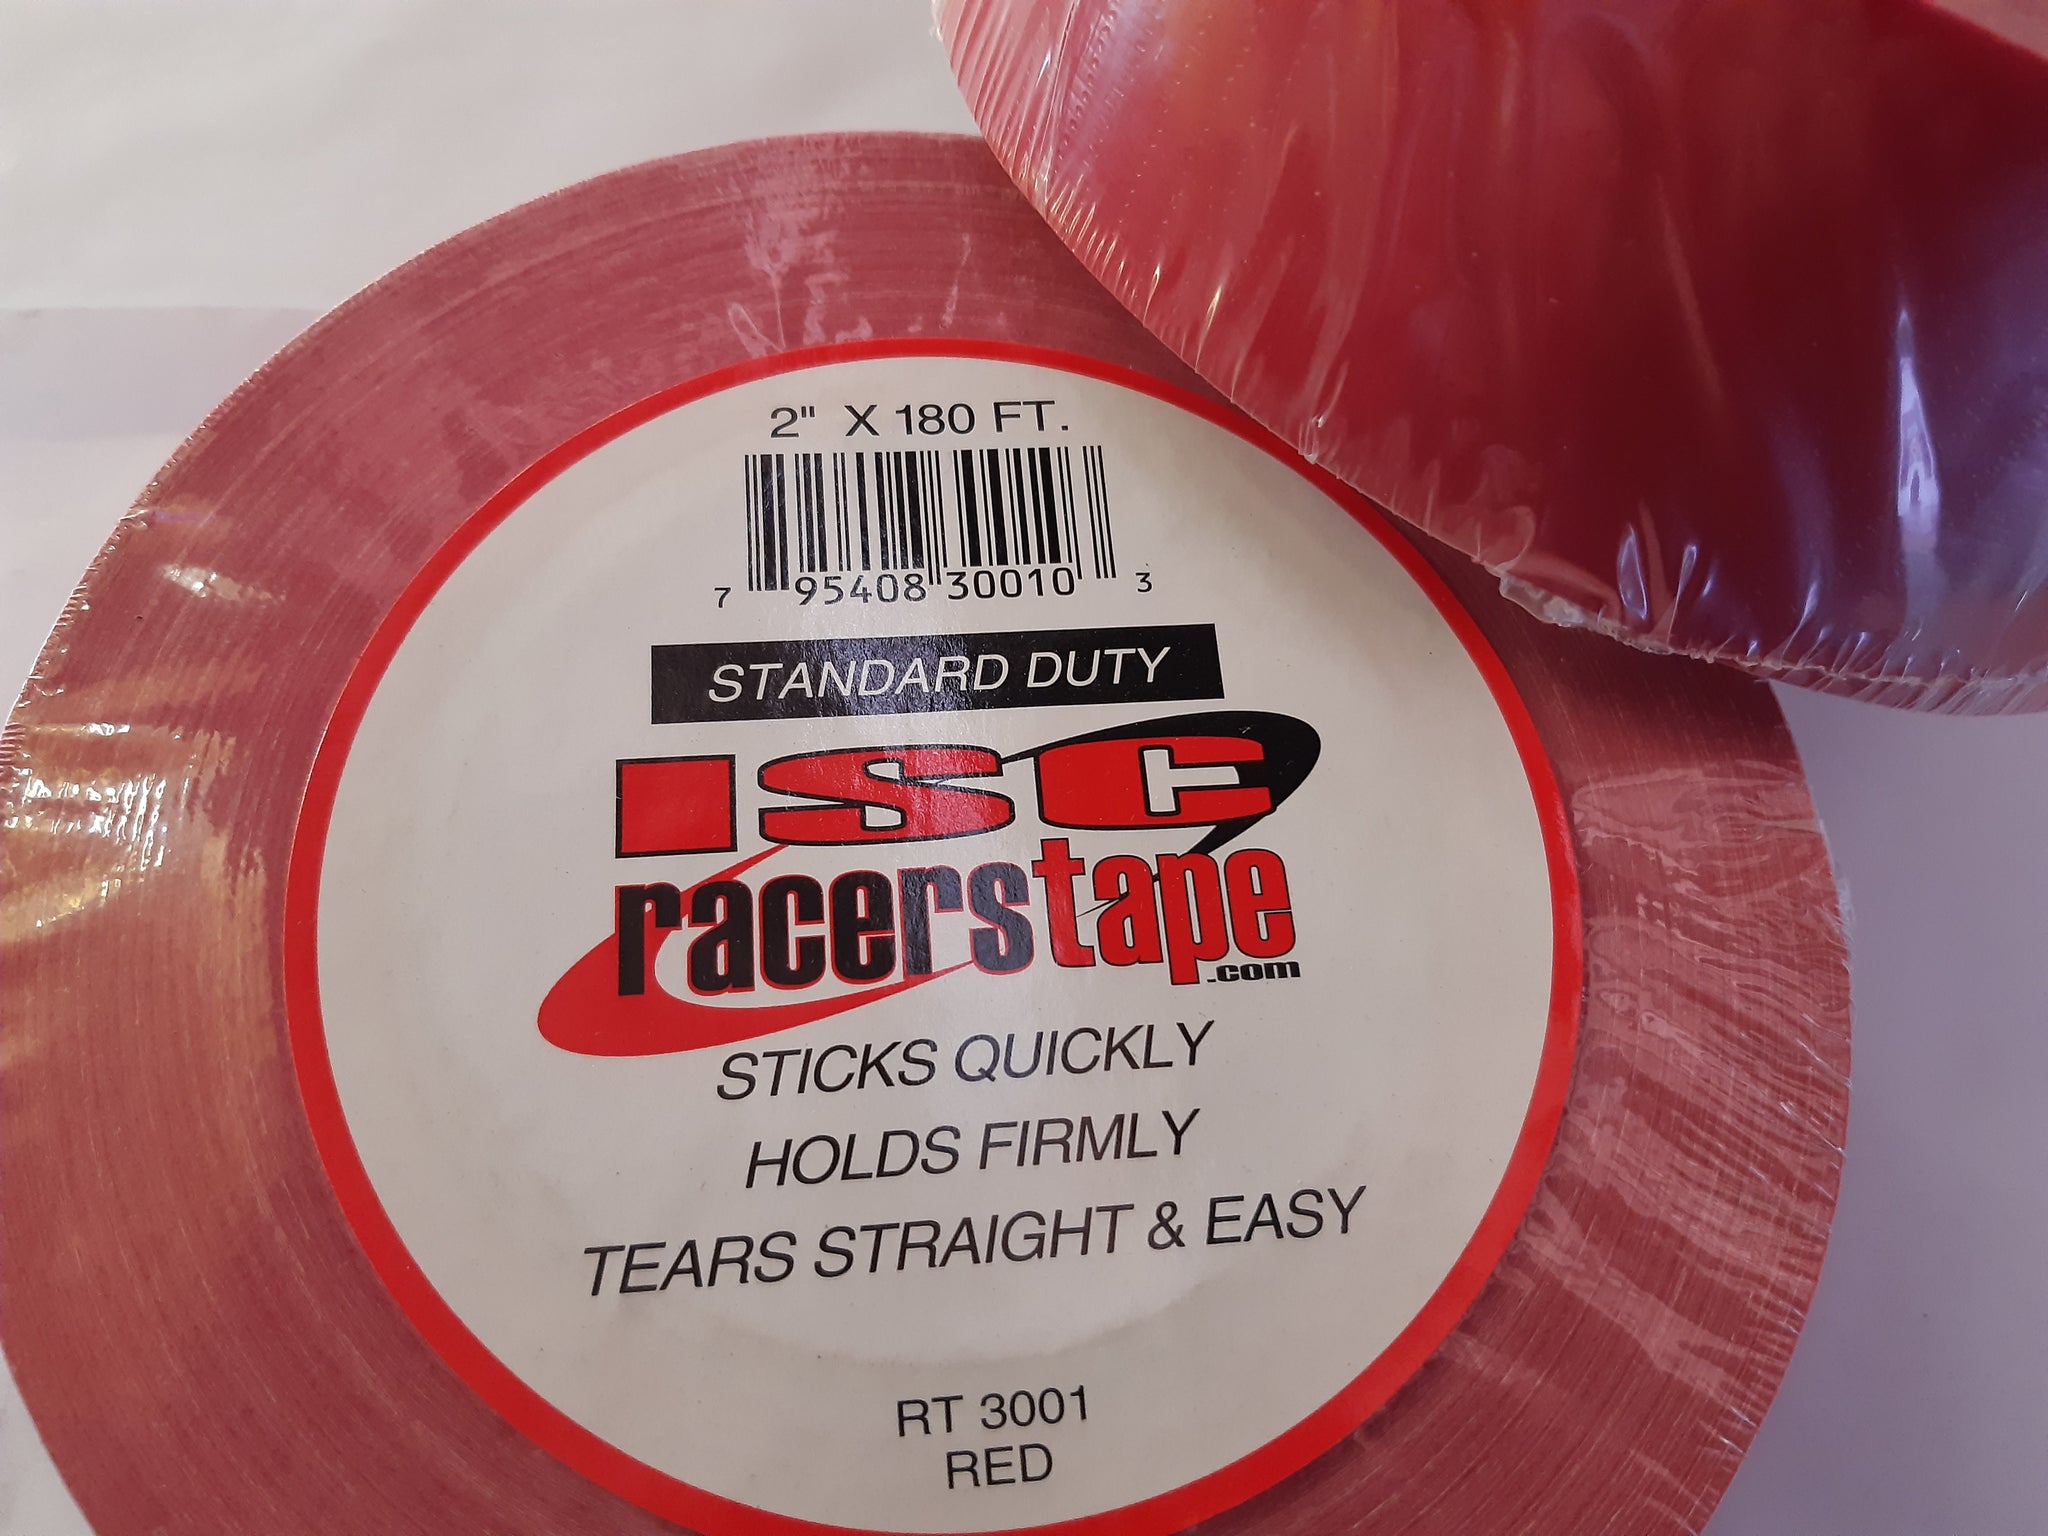 2" X 180 FT.
7 95408 30010 3
STANDARD DUTY
ISC
racerstape
.com
STICKS QUICKLY
HOLDS FIRMLY
TEARS STRAIGHT & EASY
RT 3001
RED